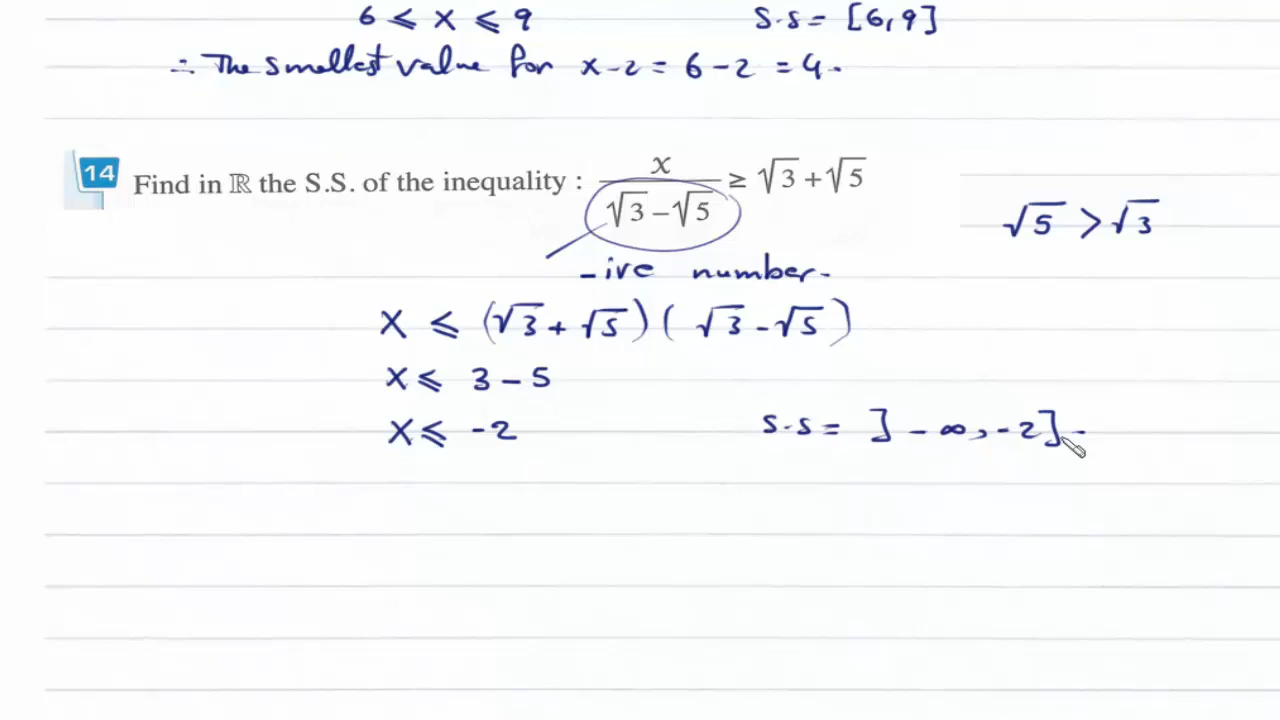 6 ⩽ x ⩽ 9 S.S = [6, 9]
∴ The smallest value for x - 2 = 6 - 2 = 4.
14 Find in ℝ the S.S. of the inequality : x / (√3 – √5) ≥ √3 + √5
√5 > √3
-ive number.
x ⩽ (√3 + √5) ( √3 - √5 )
x ⩽ 3 - 5
x ⩽ -2 S.S = ] - ∞, -2] .